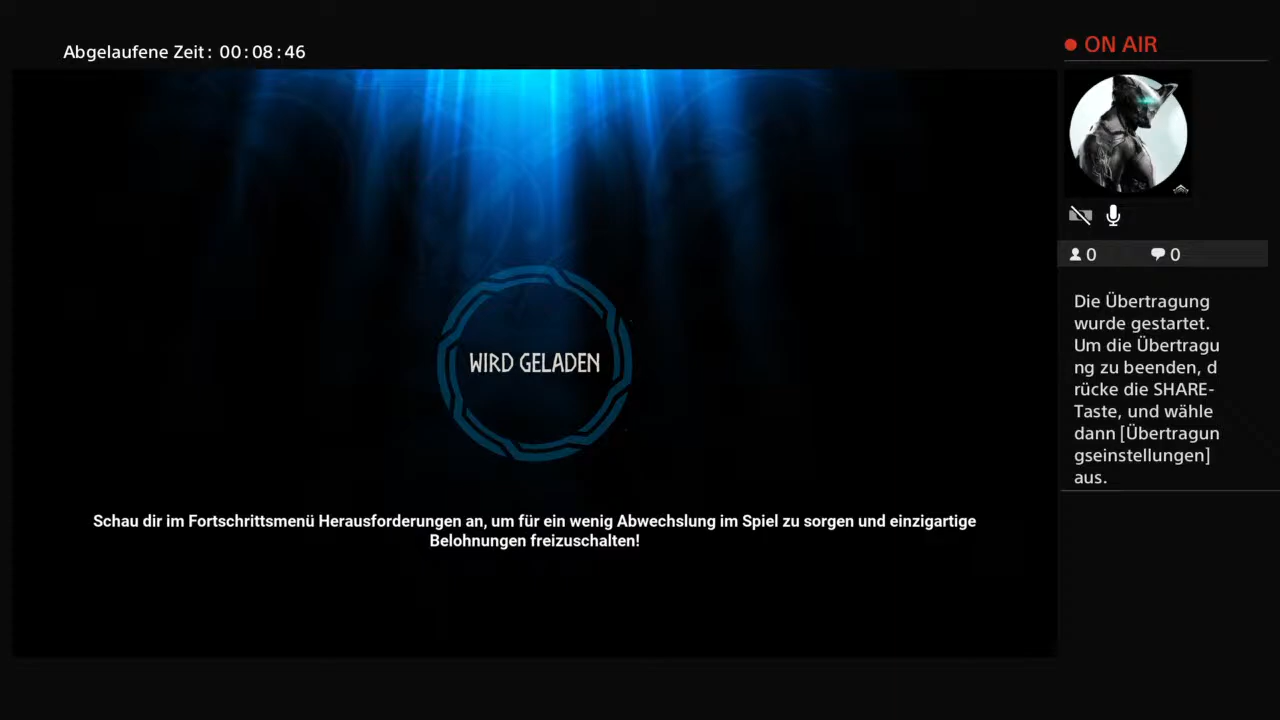 Abgelaufene Zeit: 00:08:46
ON AIR
0
0
Die Übertragung
wurde gestartet.
Um die Übertragu
ng zu beenden, d
rücke die SHARE-
Taste, und wähle
dann [Übertragun
gseinstellungen]
aus.
WIRD GELADEN
Schau dir im Fortschrittsmenü Herausforderungen an, um für ein wenig Abwechslung im Spiel zu sorgen und einzigartige
Belohnungen freizuschalten!